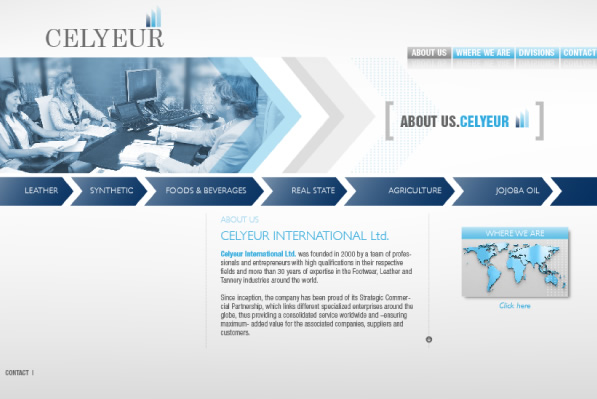 CELYEUR
ABOUT US
WHERE WE ARE
DIVISIONS
CONTACT
[ABOUT US.CELYEUR]
LEATHER
SYNTHETIC
FOODS & BEVERAGES
REAL STATE
AGRICULTURE
JOJOBA OIL
ABOUT US
CELYEUR INTERNATIONAL Ltd.
Celyeur International Ltd. was founded in 2000 by a team of profes-
sionals and entrepreneurs with high qualifications in their respective
fields and more than 30 years of expertise in the Footwear, Leather and
Tannery industries around the world.
Since inception, the company has been proud of its Strategic Commer-
cial Partnership, which links different specialized enterprises around the
globe, thus providing a consolidated service worldwide and –ensuring
maximum- added value for the associated companies, suppliers and
customers.
WHERE WE ARE
Click here
CONTACT |